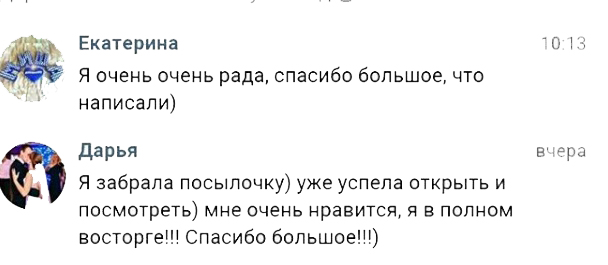 Екатерина 10:13
Я очень очень рада, спасибо большое, что
написали)
Дарья вчера
Я забрала посылочку) уже успела открыть и
посмотреть) мне очень нравится, я в полном
восторге!!! Спасибо большое!!!)